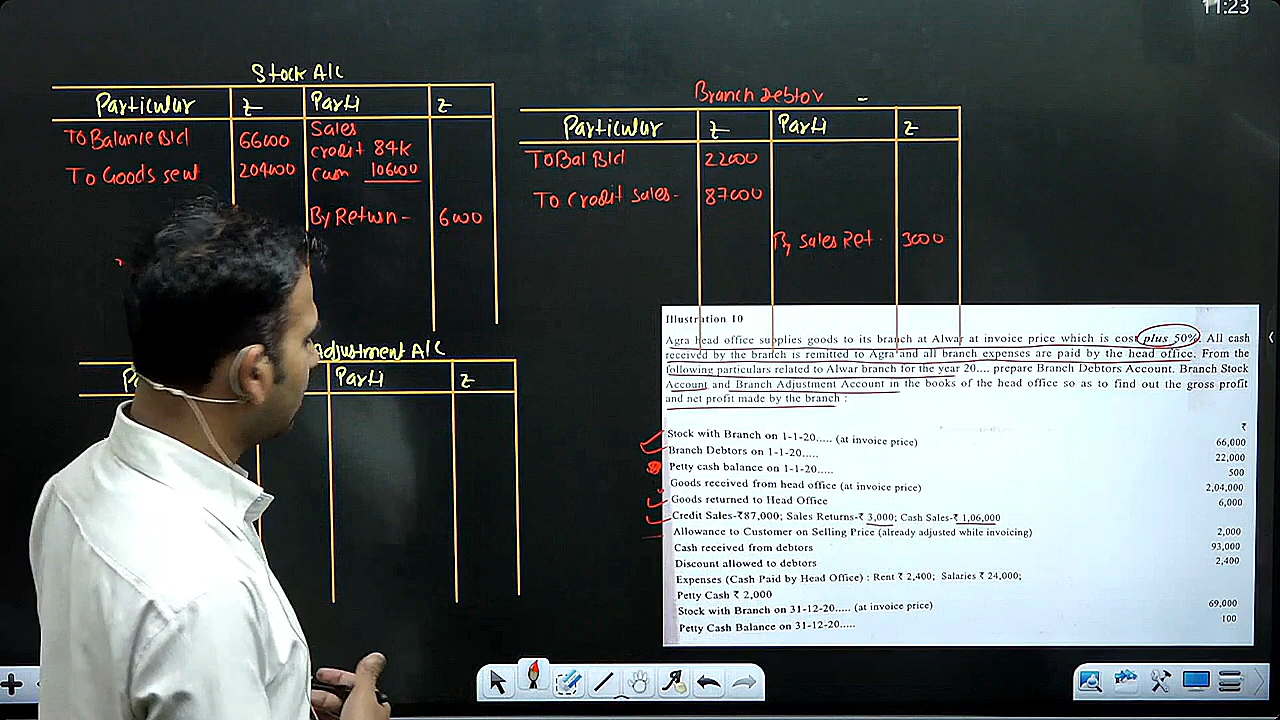 11:23
Stock A/C
Particular ₹ Parti ₹
To Balance B/d 66000 Sales
credit 84K
To Goods sent 204000 cash 106000
By Return - 6000
Branch Debtor -
Particular ₹ Parti ₹
To Bal B/d 22000
To Credit Sales - 87000
By Sales Ret. 3000
Adjustment A/C
Parti ₹
Illustration 10
Agra head office supplies goods to its branch at Alwar at invoice price which is cost plus 50%. All cash
received by the branch is remitted to Agra and all branch expenses are paid by the head office. From the
following particulars related to Alwar branch for the year 20.... prepare Branch Debtors Account. Branch Stock
Account and Branch Adjustment Account in the books of the head office so as to find out the gross profit
and net profit made by the branch :
₹
Stock with Branch on 1-1-20..... (at invoice price) 66,000
Branch Debtors on 1-1-20..... 22,000
Petty cash balance on 1-1-20..... 500
Goods received from head office (at invoice price) 2,04,000
Goods returned to Head Office 6,000
Credit Sales-₹87,000; Sales Returns-₹ 3,000; Cash Sales-₹ 1,06,000
Allowance to Customer on Selling Price (already adjusted while invoicing) 2,000
Cash received from debtors 93,000
Discount allowed to debtors 2,400
Expenses (Cash Paid by Head Office) : Rent ₹ 2,400; Salaries ₹ 24,000;
Petty Cash ₹ 2,000
Stock with Branch on 31-12-20..... (at invoice price) 69,000
Petty Cash Balance on 31-12-20..... 100